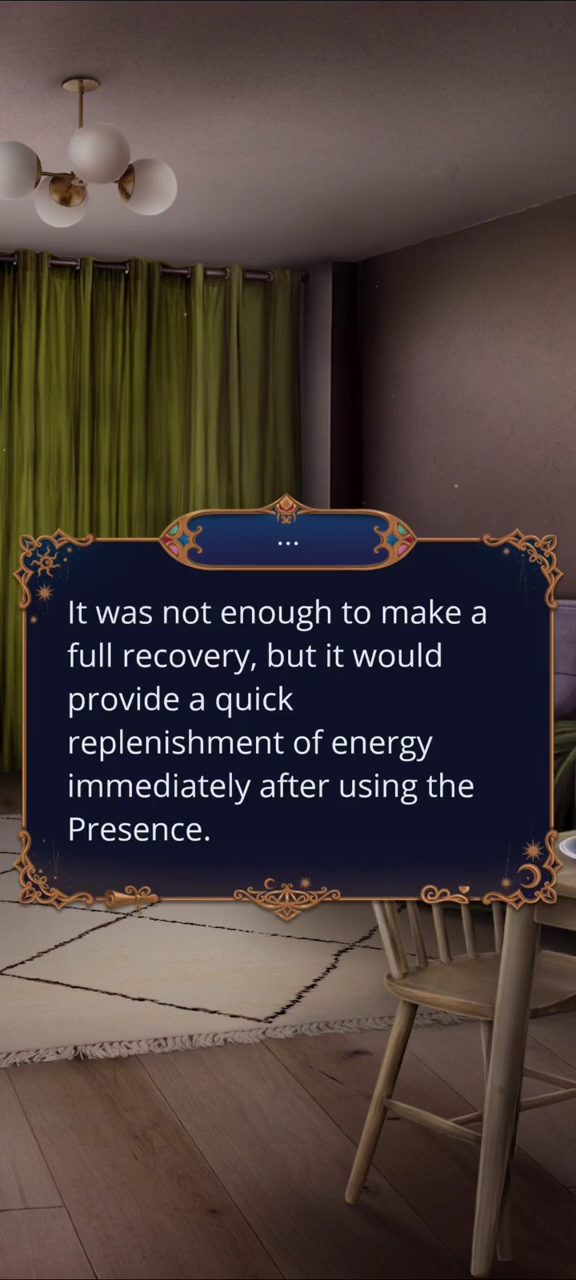 ...
It was not enough to make a
full recovery, but it would
provide a quick
replenishment of energy
immediately after using the
Presence.